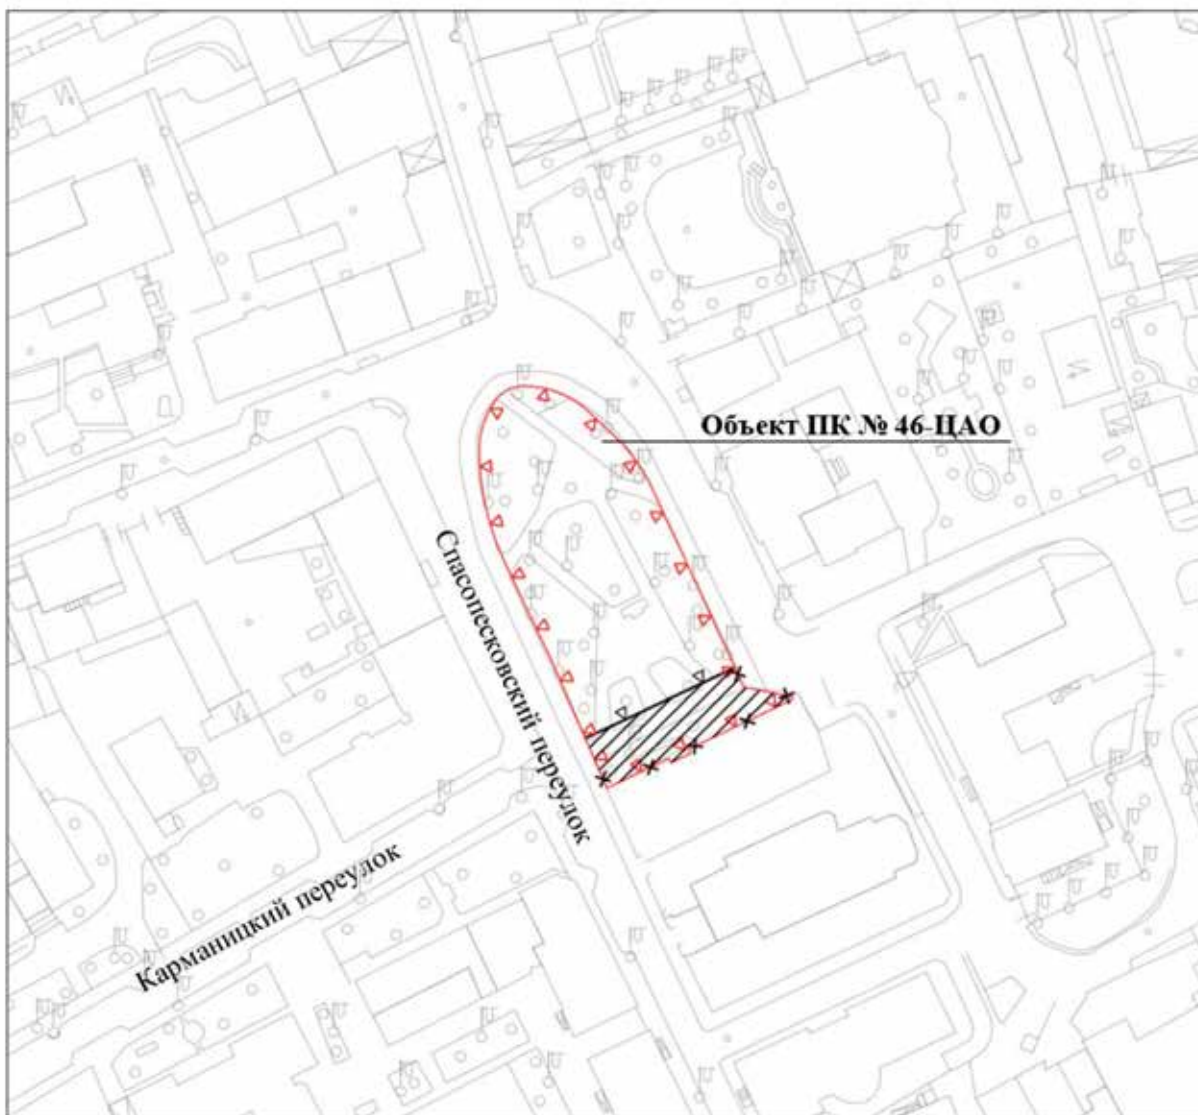 Объект ПК № 46-ЦАО
Спасопесковский переулок
Карманицкий переулок